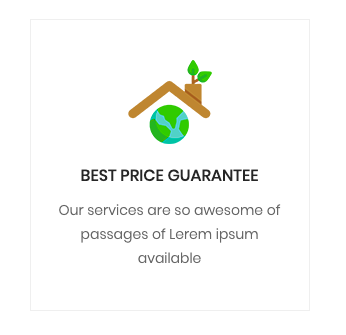 BEST PRICE GUARANTEE
Our services are so awesome of
passages of Lerem ipsum
available